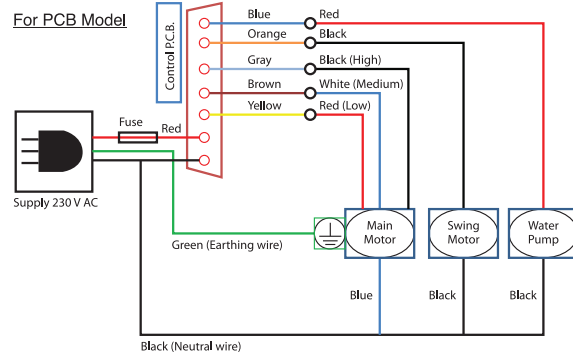 For PCB Model
Control P.C.B.
Blue
Red
Orange
Black
Gray
Black (High)
Brown
White (Medium)
Yellow
Red (Low)
Fuse
Red
Supply 230 V AC
Green (Earthing wire)
Main
Motor
Swing
Motor
Water
Pump
Blue
Black
Black
Black (Neutral wire)